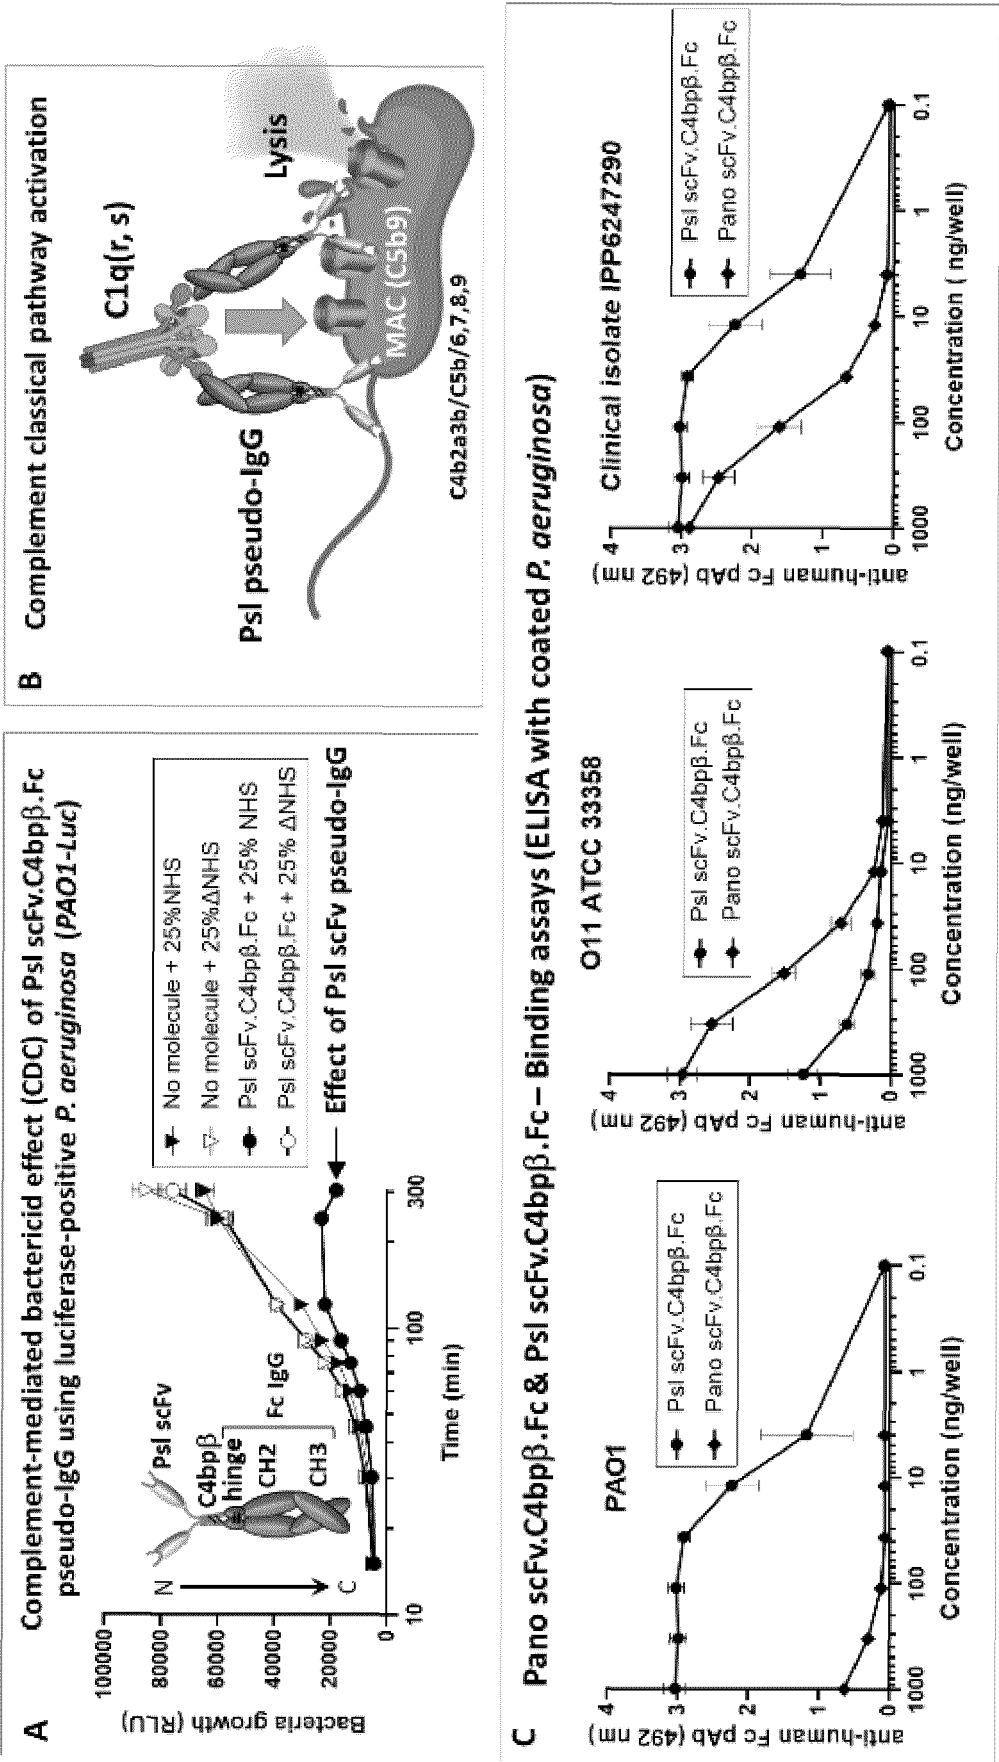 A
Complement-mediated bactericid effect (CDC) of Psl scFv.C4bpβ.Fc
pseudo-IgG using luciferase-positive P. aeruginosa (PAO1-Luc)
Bacteria growth (RLU)
100000
80000
60000
40000
20000
0
10
100
300
Time (min)
N
C
Psl scFv
C4bpβ
hinge
CH2
CH3
Fc IgG
No molecule + 25%NHS
No molecule + 25%ΔNHS
Psl scFv.C4bpβ.Fc + 25% NHS
Psl scFv.C4bpβ.Fc + 25% ΔNHS
Effect of Psl scFv pseudo-IgG
B
Complement classical pathway activation
C1q(r, s)
Psl pseudo-IgG
Lysis
MAC (C5b9)
C4b2a3b/C5b/6,7,8,9
C
Pano scFv.C4bpβ.Fc & Psl scFv.C4bpβ.Fc – Binding assays (ELISA with coated P. aeruginosa)
PAO1
anti-human Fc pAb (492 nm)
4
3
2
1
0
1000
100
10
1
0.1
Concentration (ng/well)
Psl scFv.C4bpβ.Fc
Pano scFv.C4bpβ.Fc
O11 ATCC 33358
anti-human Fc pAb (492 nm)
4
3
2
1
0
1000
100
10
1
0.1
Concentration (ng/well)
Psl scFv.C4bpβ.Fc
Pano scFv.C4bpβ.Fc
Clinical isolate IPP6247290
anti-human Fc pAb (492 nm)
4
3
2
1
0
1000
100
10
1
0.1
Concentration ( ng/well)
Psl scFv.C4bpβ.Fc
Pano scFv.C4bpβ.Fc